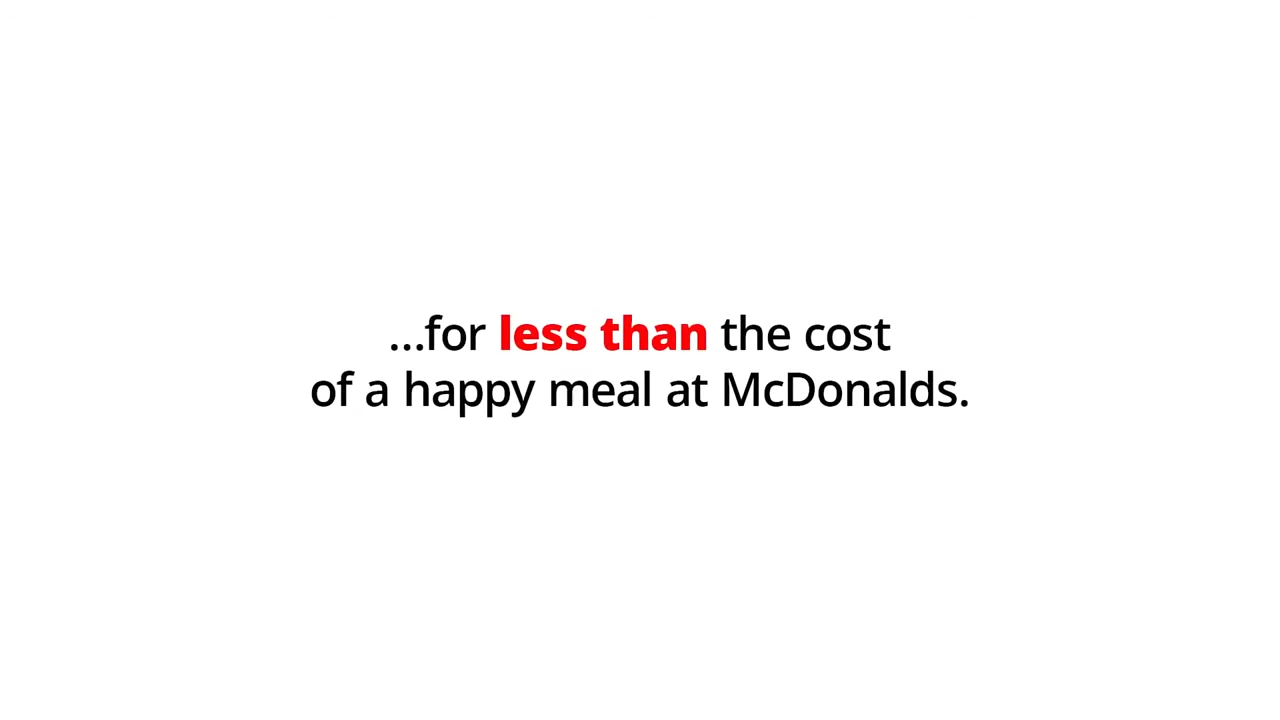 ...for less than the cost
of a happy meal at McDonalds.